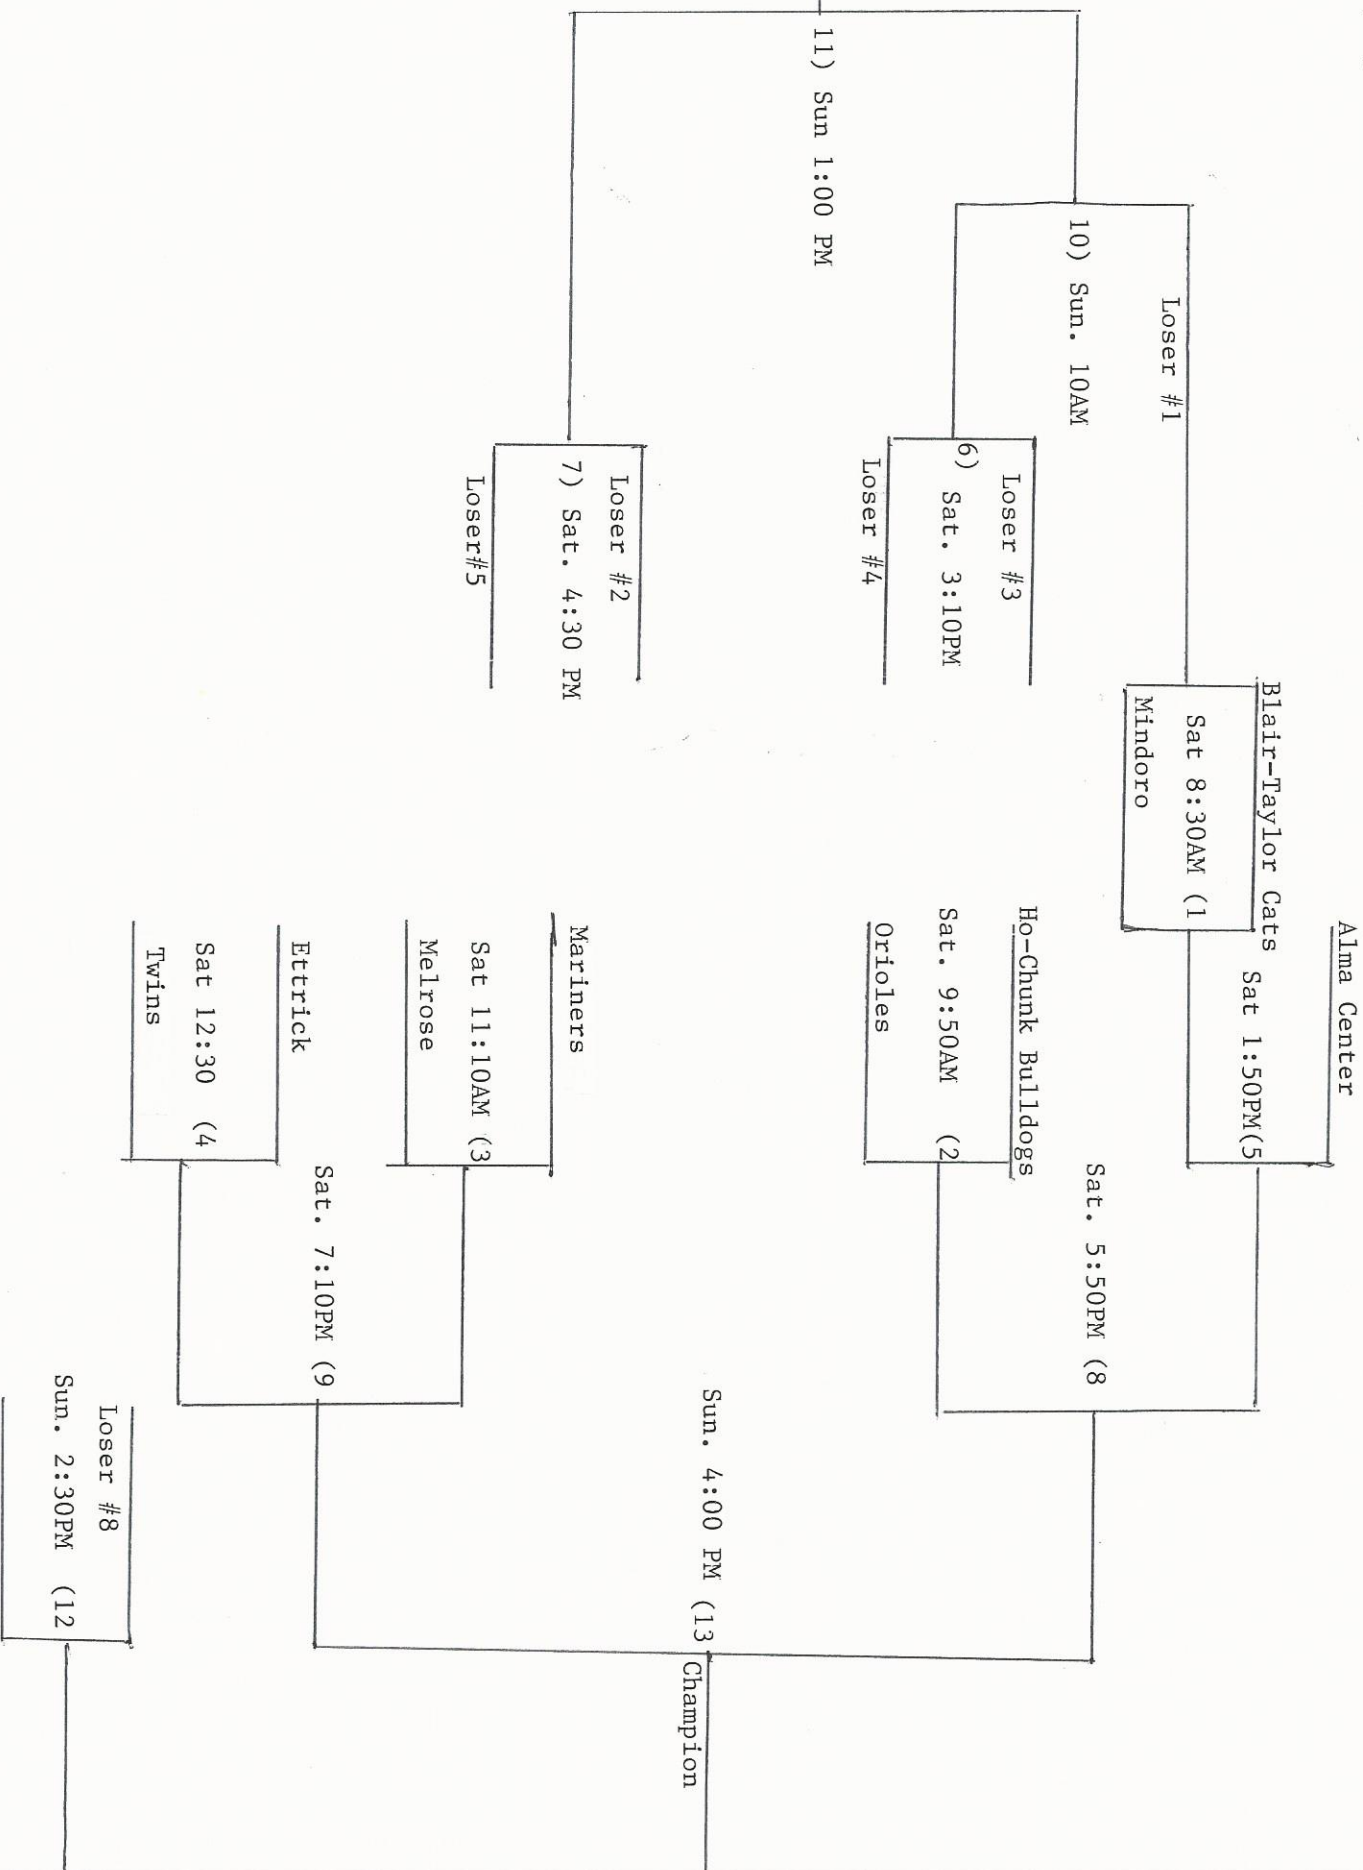 Alma Center
Blair-Taylor Cats
Sat 1:50PM(5
Sat 8:30AM (1
Loser #1
Mindoro
Sat. 5:50PM (8
10) Sun. 10AM
Ho-Chunk Bulldogs
Loser #3
6) Sat. 3:10PM
Sat. 9:50AM (2
Loser #4
Orioles
11) Sun 1:00 PM
Sun. 4:00 PM (13
Champion
Loser #2
Mariners
7) Sat. 4:30 PM
Sat 11:10AM (3
Loser#5
Melrose
Sat. 7:10PM (9
Ettrick
Sat 12:30 (4
Twins
Loser #8
Sun. 2:30PM (12